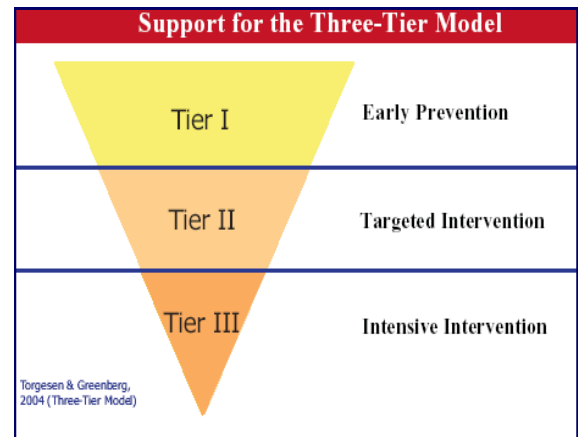 Support for the Three-Tier Model
Tier I
Early Prevention
Tier II
Targeted Intervention
Tier III
Intensive Intervention
Torgesen & Greenberg,
2004 (Three-Tier Model)